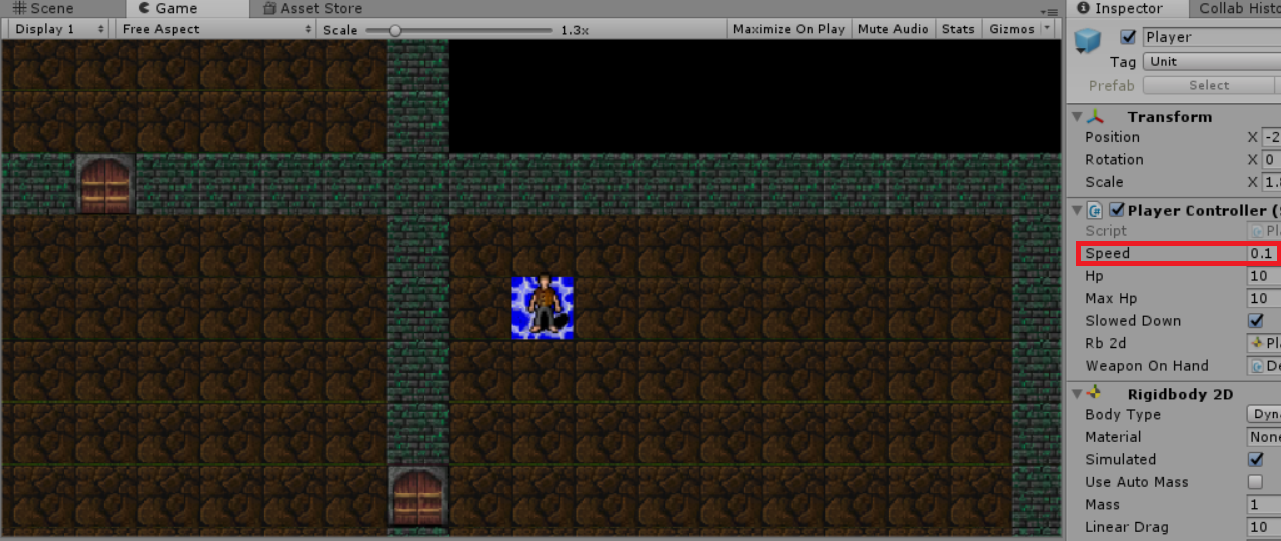 Scene Game Asset Store
Display 1 Free Aspect Scale 1.3x Maximize On Play Mute Audio Stats Gizmos
Inspector Collab
Player
Tag Unit
Prefab Select
Transform
Position X -2
Rotation X 0
Scale X
Player Controller
Script
Speed 0.1
Hp 10
Max Hp 10
Slowed Down
Rb 2d
Weapon On Hand
Rigidbody 2D
Body Type
Material None
Simulated
Use Auto Mass
Mass 1
Linear Drag 10